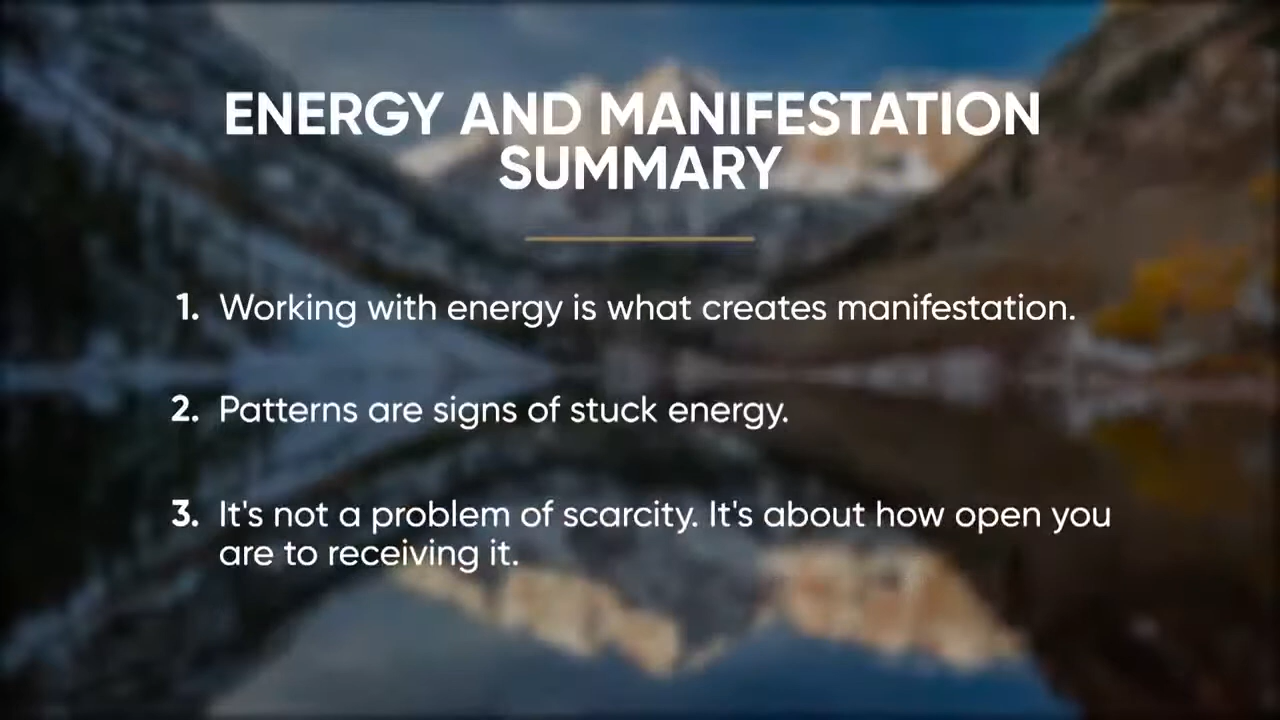 ENERGY AND MANIFESTATION
SUMMARY
1. Working with energy is what creates manifestation.
2. Patterns are signs of stuck energy.
3. It's not a problem of scarcity. It's about how open you
are to receiving it.